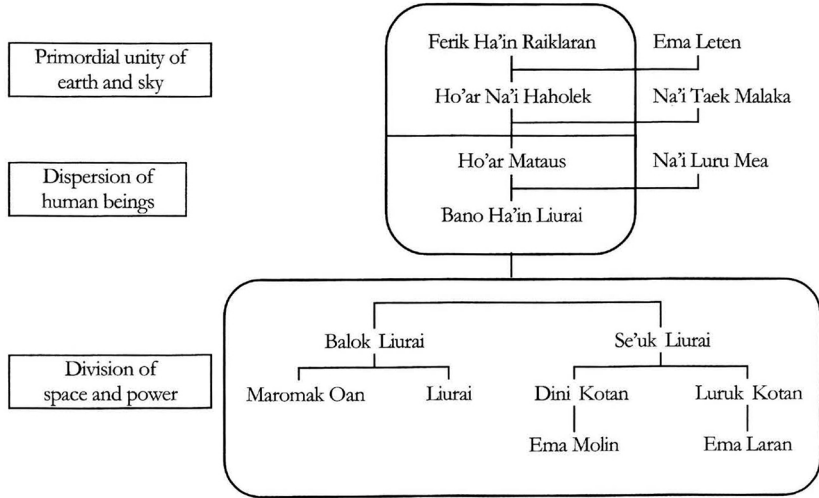 Primordial unity of
earth and sky
Ferik Ha'in Raiklaran
Ema Leten
Ho'ar Na'i Haholek
Na'i Taek Malaka
Dispersion of
human beings
Ho'ar Mataus
Na'i Luru Mea
Bano Ha'in Liurai
Division of
space and power
Balok Liurai
Se'uk Liurai
Maromak Oan
Liurai
Dini Kotan
Luruk Kotan
Ema Molin
Ema Laran